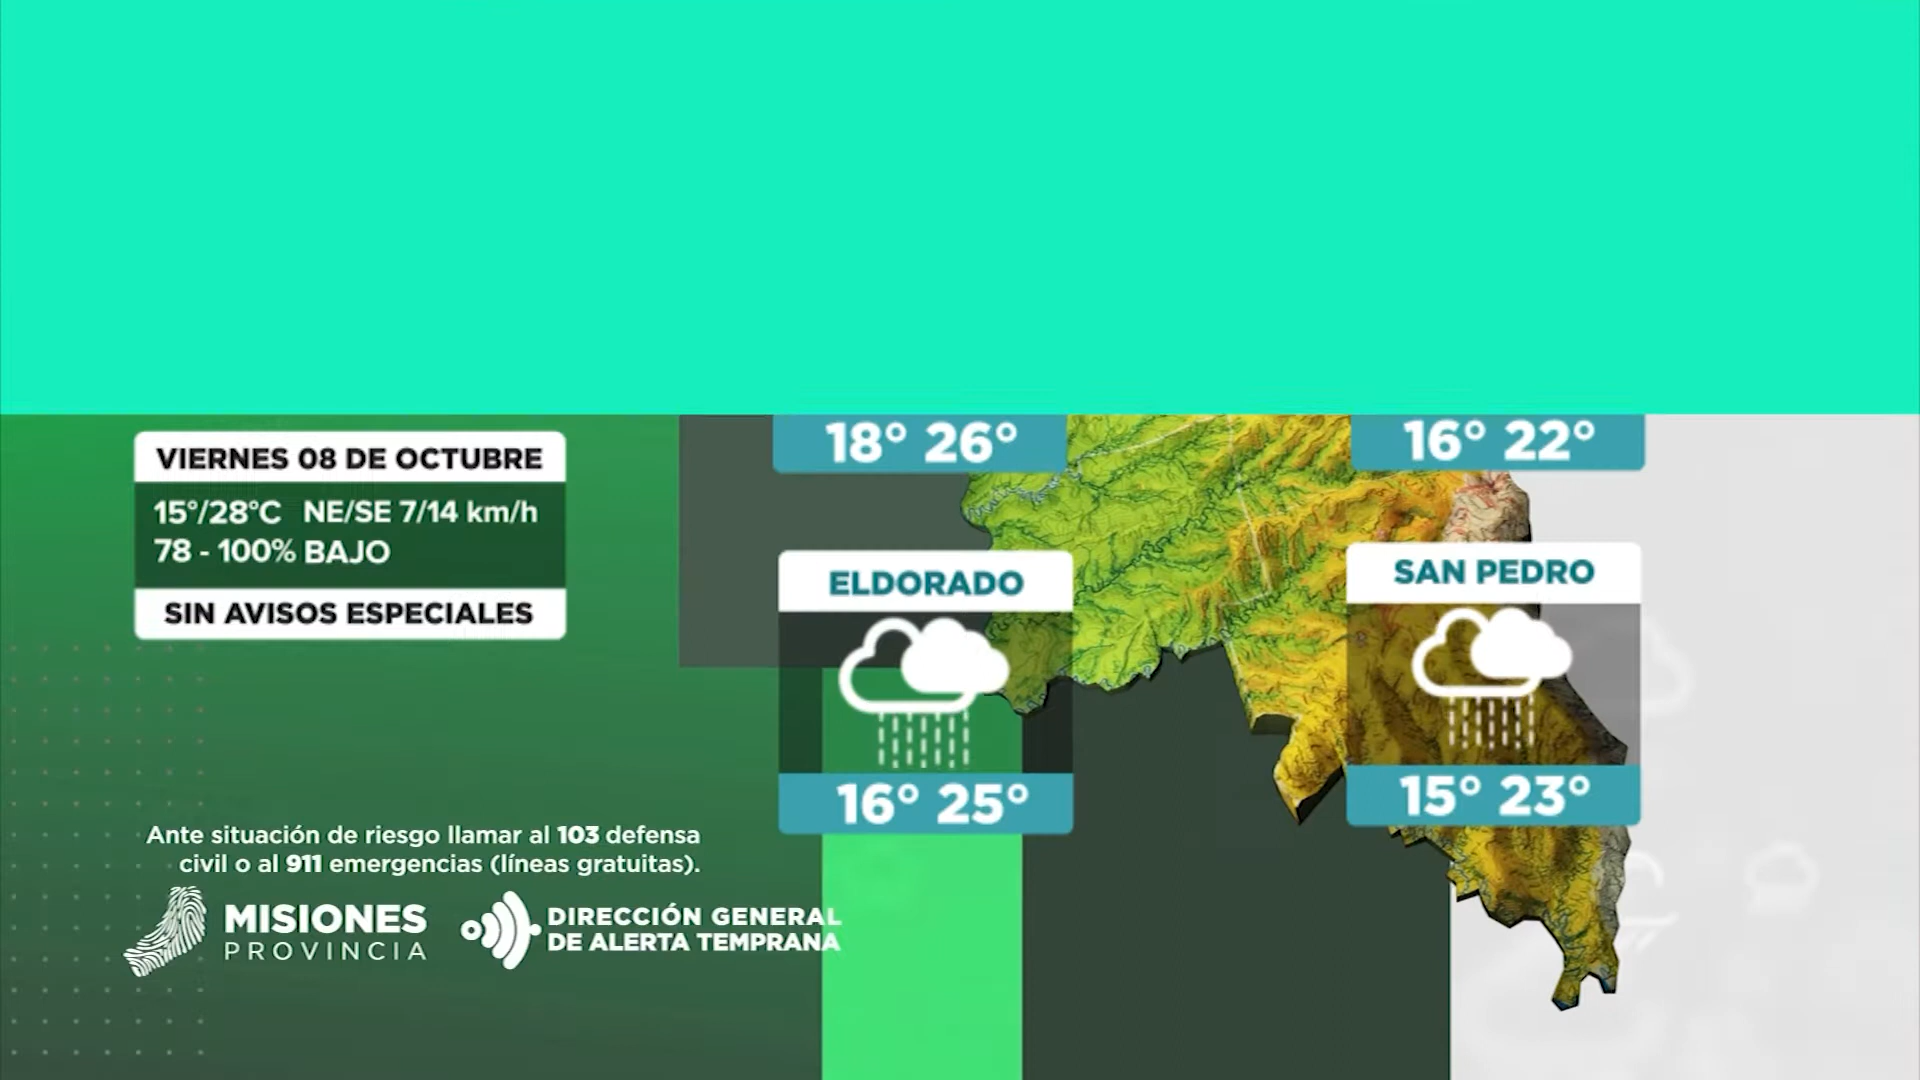 VIERNES 08 DE OCTUBRE
15°/28°C NE/SE 7/14 km/h
78 - 100% BAJO
SIN AVISOS ESPECIALES
18° 26°
16° 22°
ELDORADO
16° 25°
SAN PEDRO
15° 23°
Ante situación de riesgo llamar al 103 defensa
civil o al 911 emergencias (líneas gratuitas).
MISIONES
PROVINCIA
DIRECCIÓN GENERAL
DE ALERTA TEMPRANA